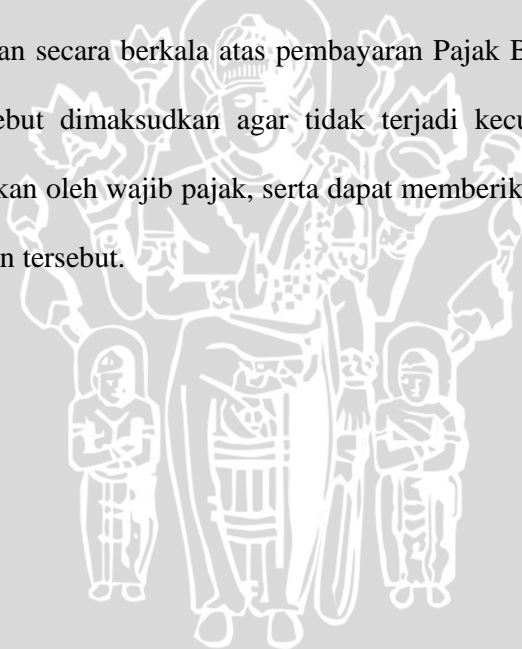 an secara berkala atas pembayaran Pajak B
ebut dimaksudkan agar tidak terjadi kecu
kan oleh wajib pajak, serta dapat memberik
n tersebut.